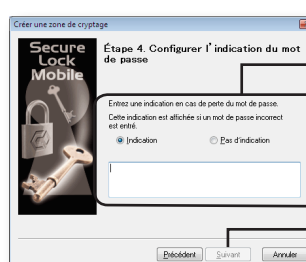 Créer une zone de cryptage
Secure
Lock
Mobile
Étape 4. Configurer l'indication du mot
de passe
Entrez une indication en cas de perte du mot de passe.
Cette indication est affichée si un mot de passe incorrect
est entré.
Indication
Pas d'indication
Précédent
Suivant
Annuler